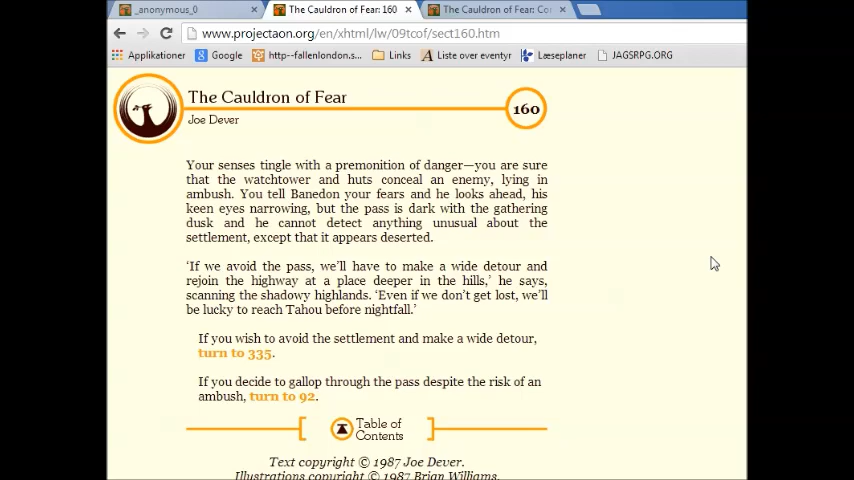 _anonymous_0
The Cauldron of Fear: 160
The Cauldron of Fear: Co
www.projectaon.org/en/xhtml/lw/09tcof/sect160.htm
Applikationer
Google
http--fallenlondon.s...
Links
Liste over eventyr
Læseplaner
JAGSRPG.ORG
The Cauldron of Fear
160
Joe Dever
Your senses tingle with a premonition of danger—you are sure
that the watchtower and huts conceal an enemy, lying in
ambush. You tell Banedon your fears and he looks ahead, his
keen eyes narrowing, but the pass is dark with the gathering
dusk and he cannot detect anything unusual about the
settlement, except that it appears deserted.
‘If we avoid the pass, we’ll have to make a wide detour and
rejoin the highway at a place deeper in the hills,’ he says,
scanning the shadowy highlands. ‘Even if we don’t get lost, we’ll
be lucky to reach Tahou before nightfall.’
If you wish to avoid the settlement and make a wide detour,
turn to 335.
If you decide to gallop through the pass despite the risk of an
ambush, turn to 92.
Table of
Contents
Text copyright © 1987 Joe Dever.
Illustrations copyright © 1987 Brian Williams.